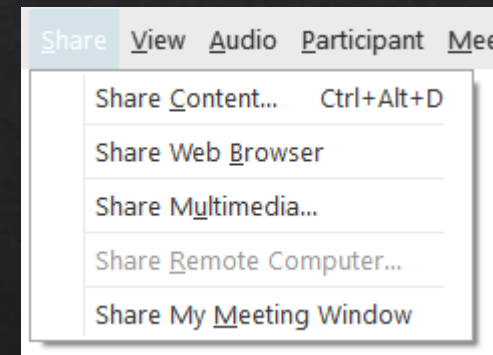 Share View Audio Participant Mee
Share Content... Ctrl+Alt+D
Share Web Browser
Share Multimedia...
Share Remote Computer...
Share My Meeting Window